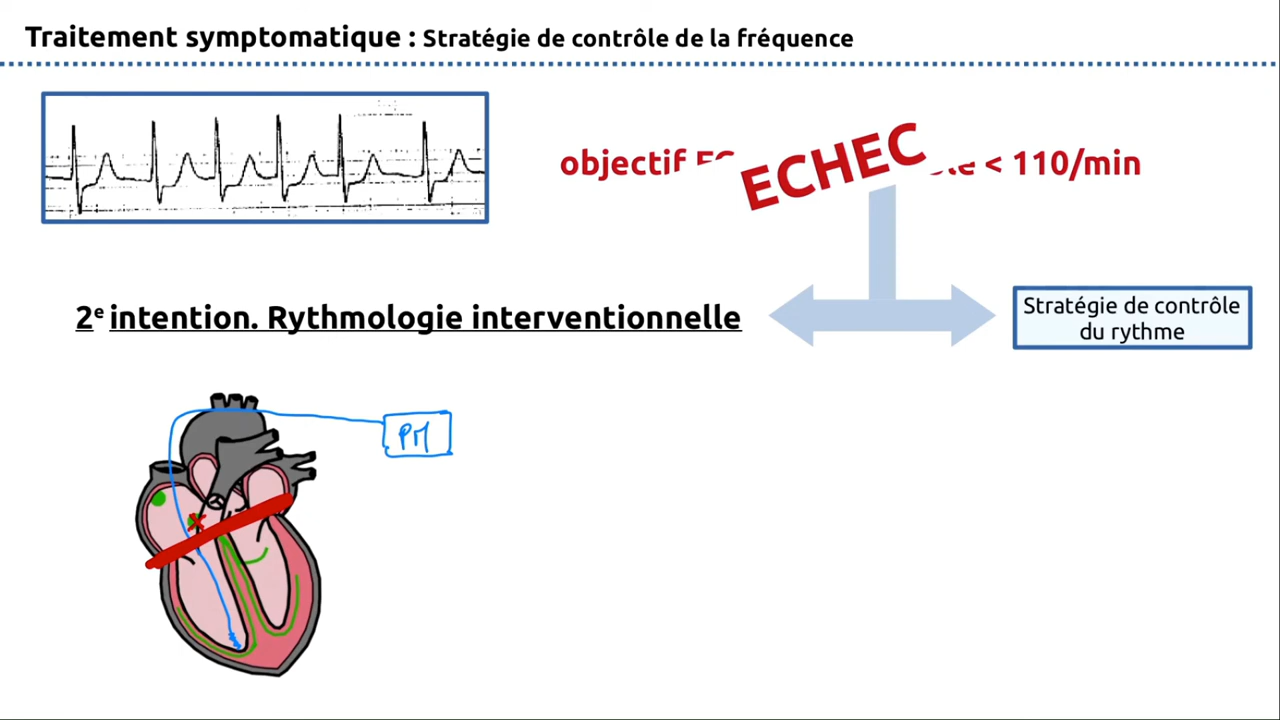 Traitement symptomatique : Stratégie de contrôle de la fréquence
objectif < 110/min
ECHEC
2e intention. Rythmologie interventionnelle
Stratégie de contrôle
du rythme
PM